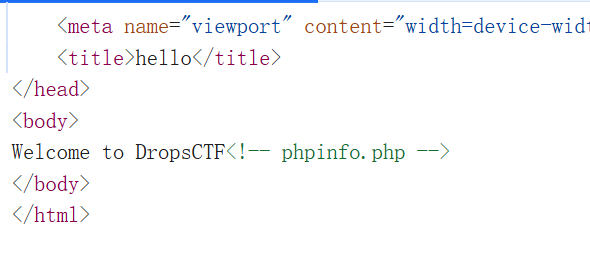 <meta name="viewport" content="width=device-widt
<title>hello</title>
</head>
<body>
Welcome to DropsCTF<!-- phpinfo.php -->
</body>
</html>